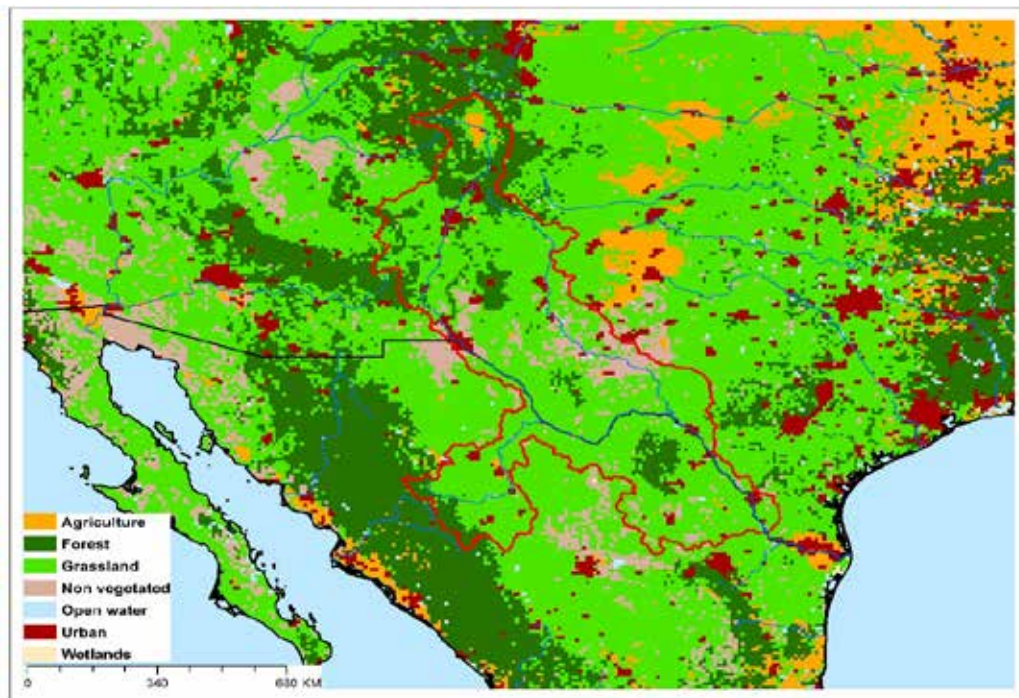 Agriculture
Forest
Grassland
Non vegetated
Open water
Urban
Wetlands
0 340 680 KM